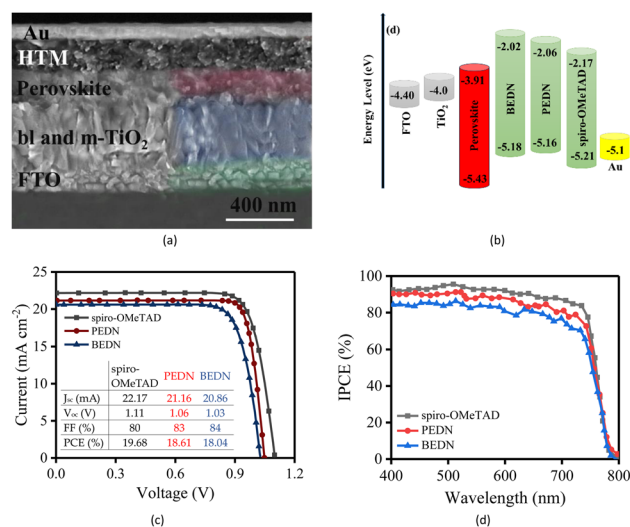 Au
HTM
Perovskite
bl and m-TiO₂
FTO
400 nm
(a)
(d)
Energy Level (eV)
-4.40
FTO
-4.0
TiO₂
-3.91
Perovskite
-5.43
-2.02
BEDN
-5.18
-2.06
PEDN
-5.16
-2.17
spiro-OMeTAD
-5.21
-5.1
Au
(b)
Current (mA cm⁻²)
25
20
15
10
5
0
spiro-OMeTAD
PEDN
BEDN
spiro-OMeTAD PEDN BEDN
Jsc (mA) 22.17 21.16 20.86
Voc (V) 1.11 1.06 1.03
FF (%) 80 83 84
PCE (%) 19.68 18.61 18.04
0.0 0.3 0.6 0.9 1.2
Voltage (V)
(c)
IPCE (%)
100
80
60
40
20
0
spiro-OMeTAD
PEDN
BEDN
400 500 600 700 800
Wavelength (nm)
(d)